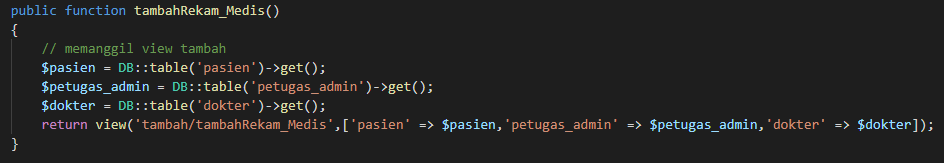 public function tambahRekam_Medis()
{
// memanggil view tambah
$pasien = DB::table('pasien')->get();
$petugas_admin = DB::table('petugas_admin')->get();
$dokter = DB::table('dokter')->get();
return view('tambah/tambahRekam_Medis',['pasien' => $pasien,'petugas_admin' => $petugas_admin,'dokter' => $dokter]);
}